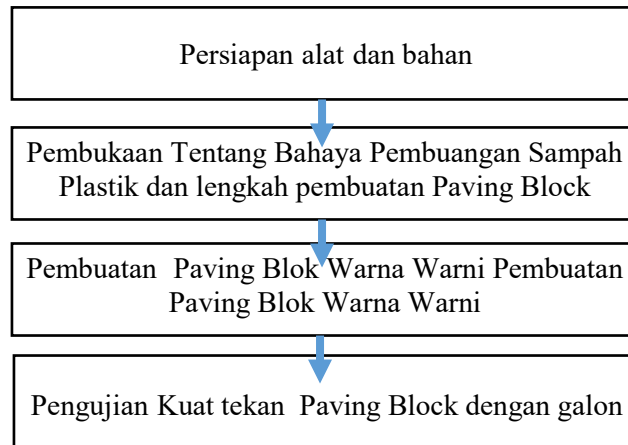 Persiapan alat dan bahan
Pembukaan Tentang Bahaya Pembuangan Sampah
Plastik dan lengkah pembuatan Paving Block
Pembuatan Paving Blok Warna Warni Pembuatan
Paving Blok Warna Warni
Pengujian Kuat tekan Paving Block dengan galon